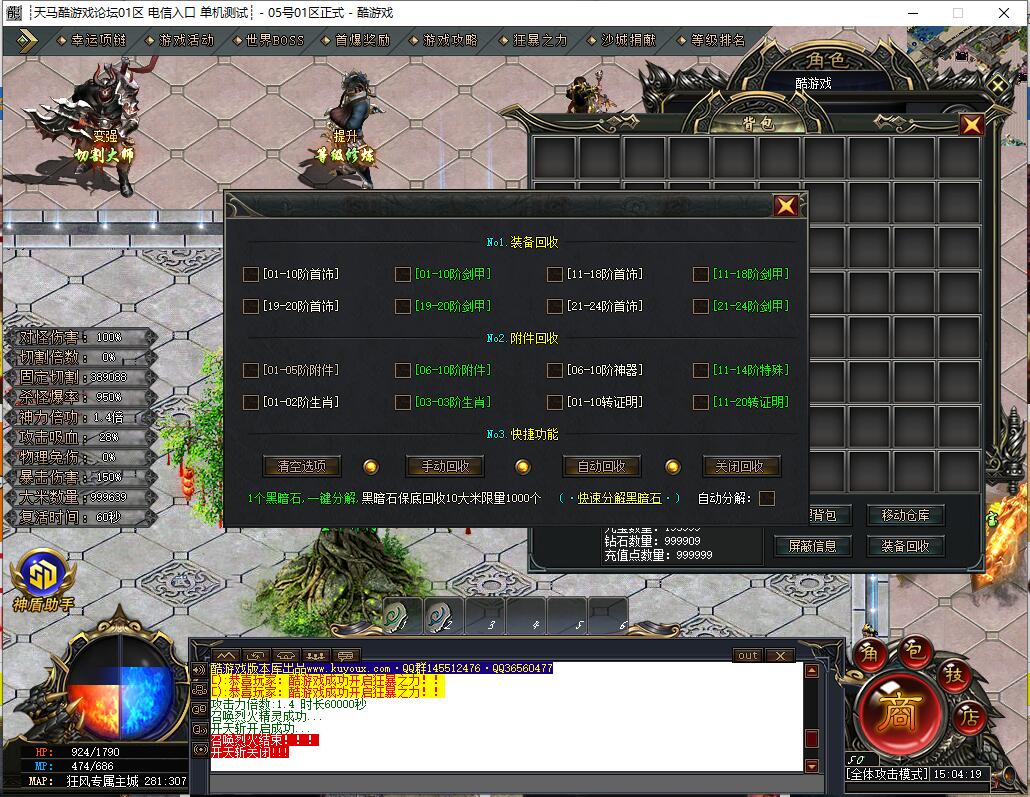 天马酷游戏论坛01区 电信入口 单机测试┊ - 05号01区正式 - 酷游戏
幸运项链 游戏活动 世界BOSS 首爆奖励 游戏攻略 狂暴之力 沙城捐献 等级排名
角色
酷游戏
背包
变强
切割大师
提升
等级修炼
No1.装备回收
[01-10阶首饰] [01-10阶剑甲] [11-18阶首饰] [11-18阶剑甲]
[19-20阶首饰] [19-20阶剑甲] [21-24阶首饰] [21-24阶剑甲]
No2.附件回收
[01-05阶附件] [06-10阶附件] [06-10阶神器] [11-14阶特殊]
[01-02阶生肖] [03-03阶生肖] [01-10转证明] [11-20转证明]
No3.快捷功能
清空选项 手动回收 自动回收 关闭回收
1个黑暗石,一键分解,黑暗石保底回收10大米限量1000个 (·快速分解黑暗石·) 自动分解:
对怪伤害: 100%
切割倍数: 0%
固定切割:389088
杀怪爆率: 950%
神力倍功: 1.4倍
攻击吸血: 28%
物理免伤: 0%
暴击伤害: 150%
大米数量:999639
复活时间: 60秒
钻石数量: 999909
充值点数量: 999999
背包 移动仓库
屏蔽信息 装备回收
神盾助手
1 2 3 4 5 6
out X
酷游戏版本库出品www.kuyoux.com·QQ群145512476·QQ36560477
恭喜玩家: 酷游戏成功开启狂暴之力!!
恭喜玩家: 酷游戏成功开启狂暴之力!!
攻击力倍数:1.4 时长60000秒
召唤烈火精灵成功...
开天斩开启成功...
召唤烈火结束!!!!
开天斩关闭!!!
HP: 924/1790
MP: 474/686
MAP: 狂风专属主城 281:307
角 包 技 店
商
50
[全体攻击模式] 15:04:19